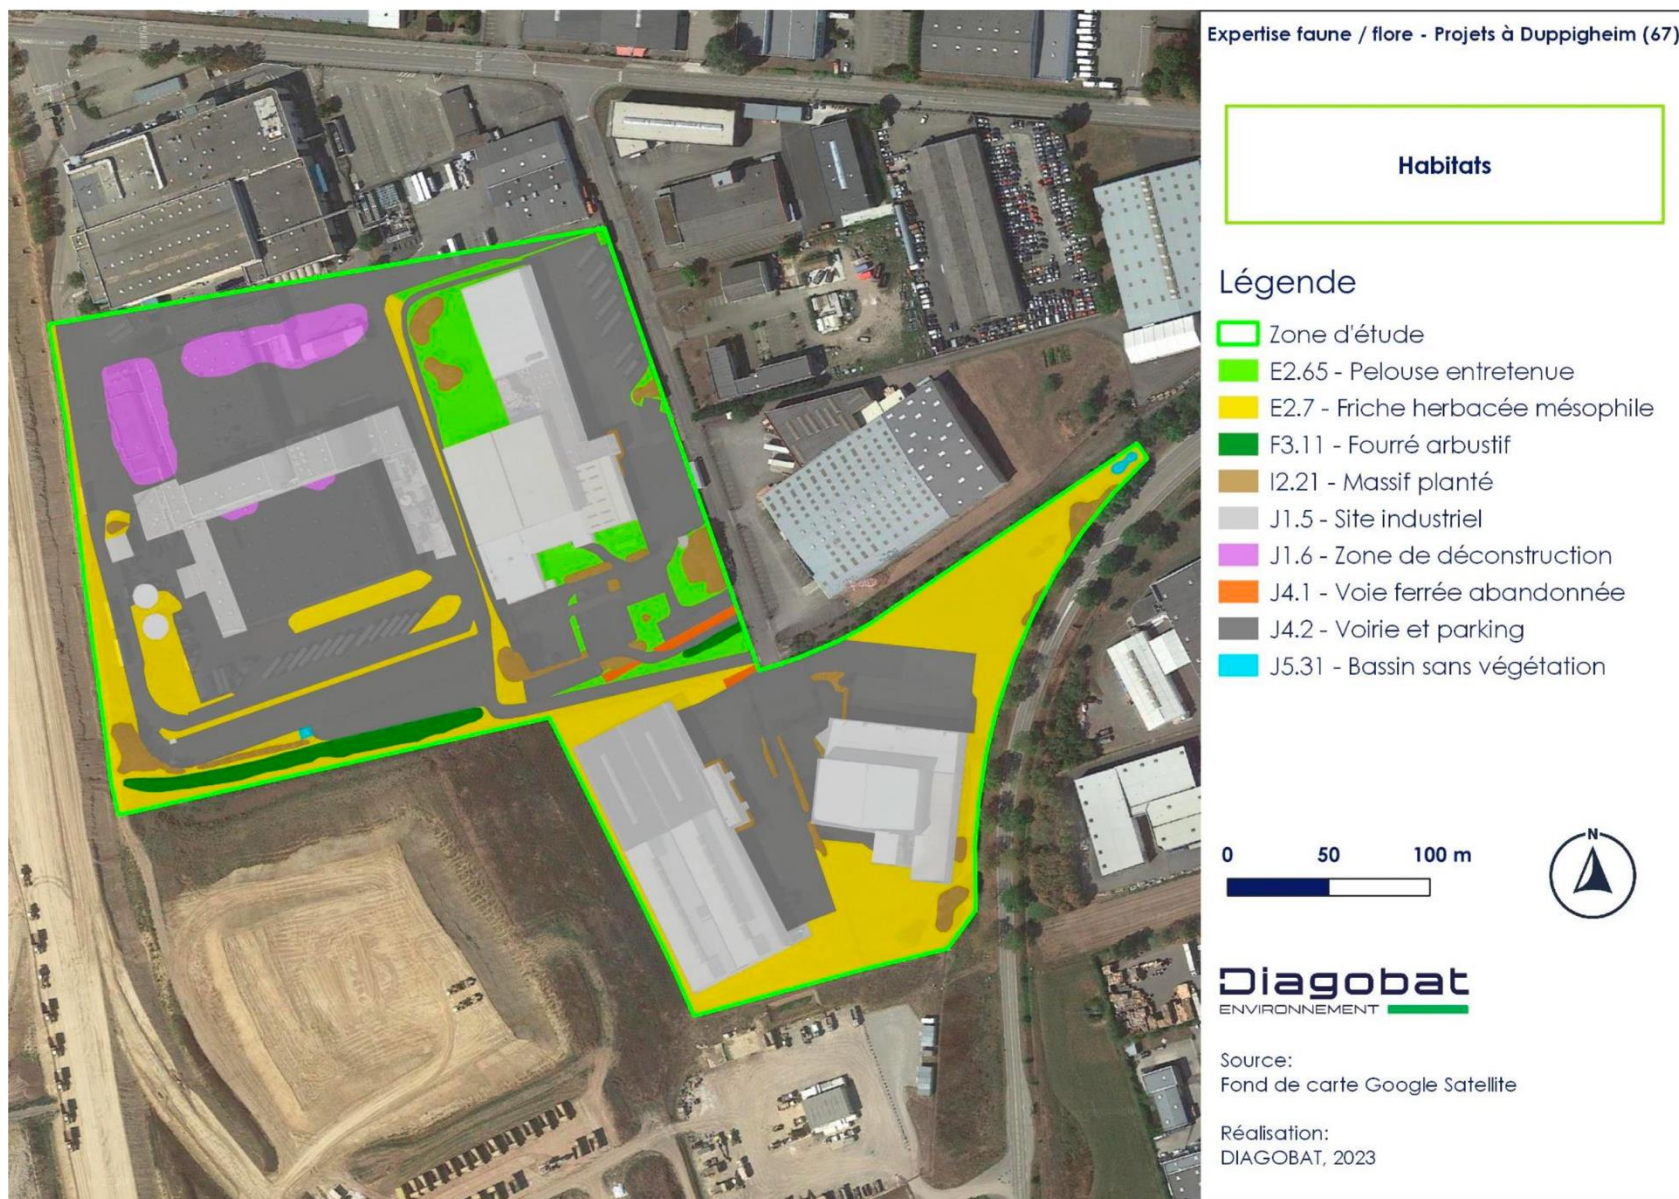 Expertise faune / flore - Projets à Duppigheim (67)
Habitats
Légende
Zone d'étude
E2.65 - Pelouse entretenue
E2.7 - Friche herbacée mésophile
F3.11 - Fourré arbustif
I2.21 - Massif planté
J1.5 - Site industriel
J1.6 - Zone de déconstruction
J4.1 - Voie ferrée abandonnée
J4.2 - Voirie et parking
J5.31 - Bassin sans végétation
0 50 100 m
N
Diagobat
ENVIRONNEMENT
Source:
Fond de carte Google Satellite
Réalisation:
DIAGOBAT, 2023